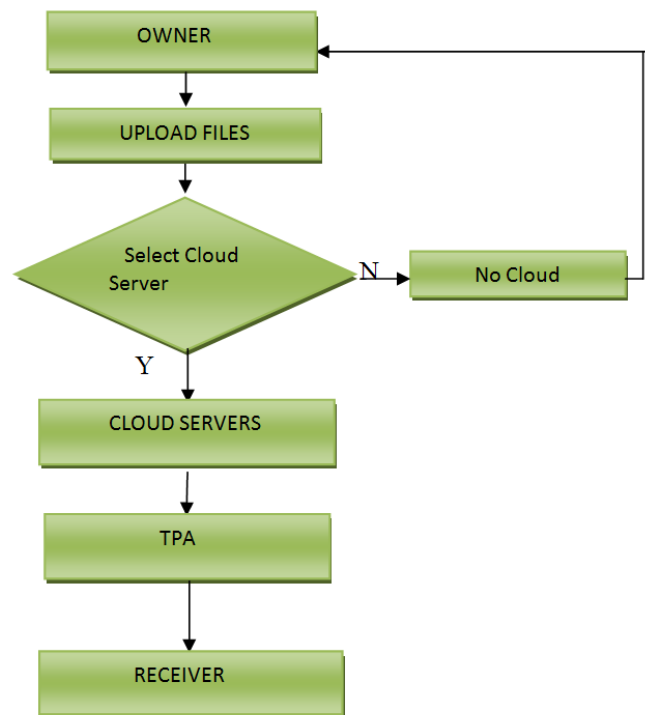 OWNER
UPLOAD FILES
Select Cloud
Server
N
No Cloud
Y
CLOUD SERVERS
TPA
RECEIVER